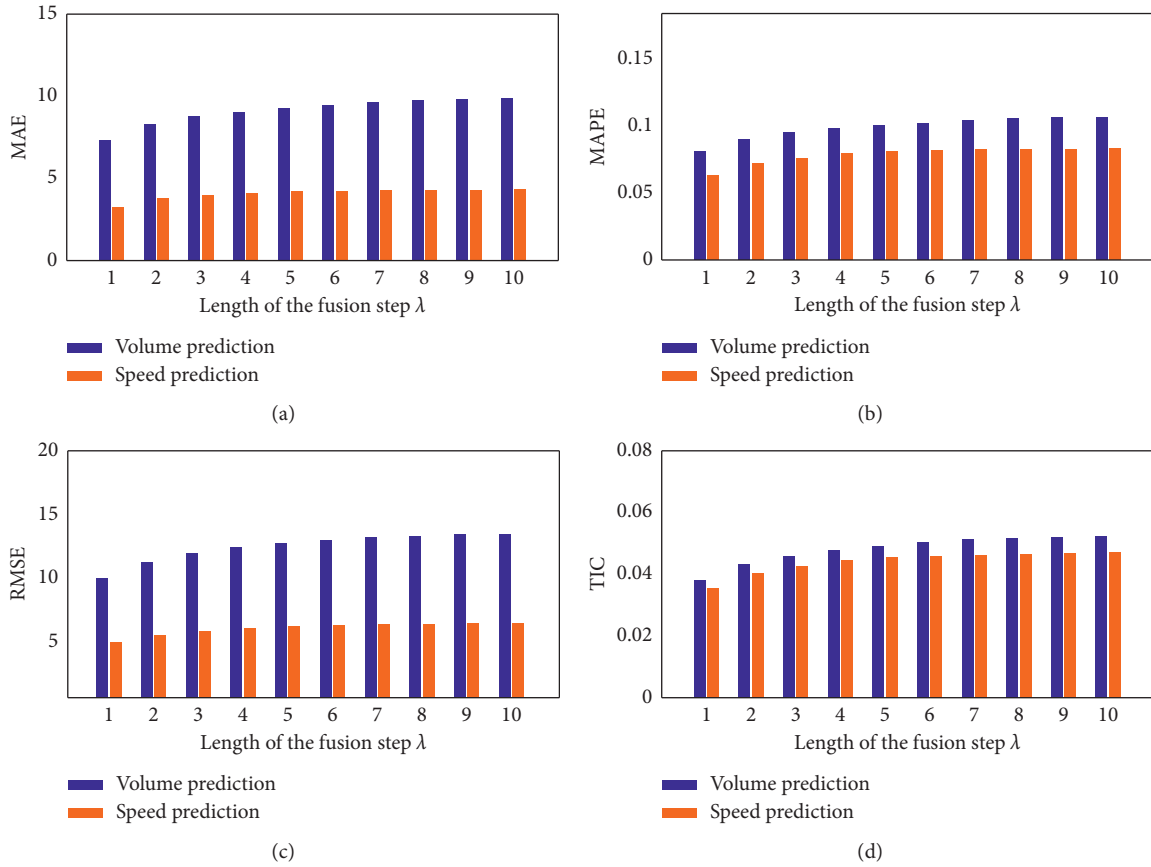 15
10
5
0
MAE
1 2 3 4 5 6 7 8 9 10
Length of the fusion step λ
Volume prediction
Speed prediction
(a)
0.15
0.1
0.05
0
MAPE
1 2 3 4 5 6 7 8 9 10
Length of the fusion step λ
Volume prediction
Speed prediction
(b)
20
15
10
5
RMSE
1 2 3 4 5 6 7 8 9 10
Length of the fusion step λ
Volume prediction
Speed prediction
(c)
0.08
0.06
0.04
0.02
0
TIC
1 2 3 4 5 6 7 8 9 10
Length of the fusion step λ
Volume prediction
Speed prediction
(d)